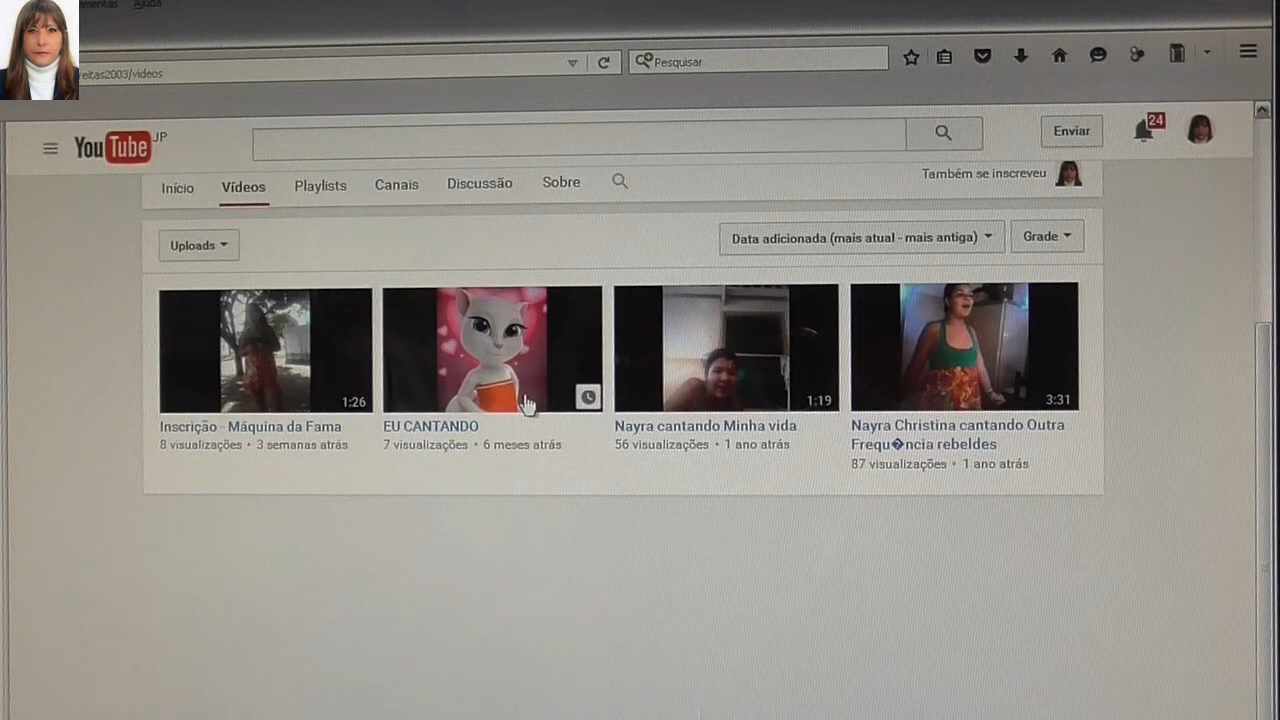 Ajuda
eitas2003/videos
Pesquisar
YouTube JP
Enviar
24
Início Vídeos Playlists Canais Discussão Sobre
Também se inscreveu
Uploads
Data adicionada (mais atual - mais antiga)
Grade
1:26
1:19
3:31
Inscrição - Máquina da Fama
8 visualizações • 3 semanas atrás
EU CANTANDO
7 visualizações • 6 meses atrás
Nayra cantando Minha vida
56 visualizações • 1 ano atrás
Nayra Christina cantando Outra
Frequ�ncia rebeldes
87 visualizações • 1 ano atrás